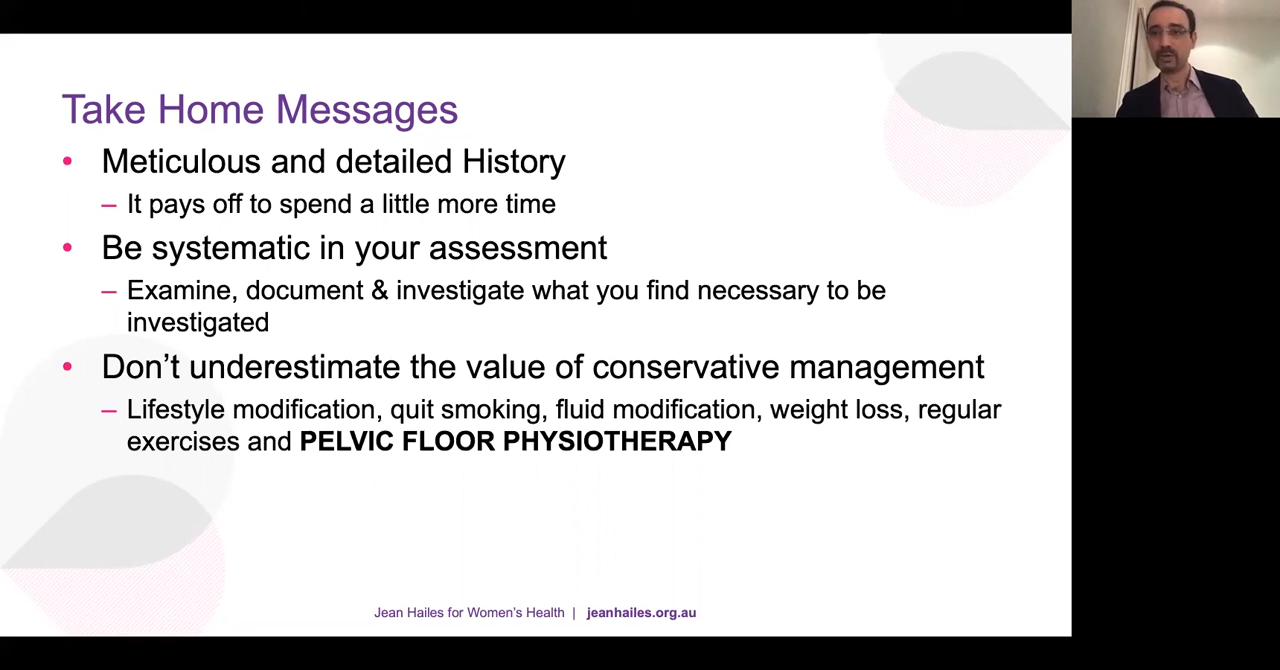 Take Home Messages
• Meticulous and detailed History
– It pays off to spend a little more time
• Be systematic in your assessment
– Examine, document & investigate what you find necessary to be
investigated
• Don’t underestimate the value of conservative management
– Lifestyle modification, quit smoking, fluid modification, weight loss, regular
exercises and PELVIC FLOOR PHYSIOTHERAPY
Jean Hailes for Women’s Health | jeanhailes.org.au